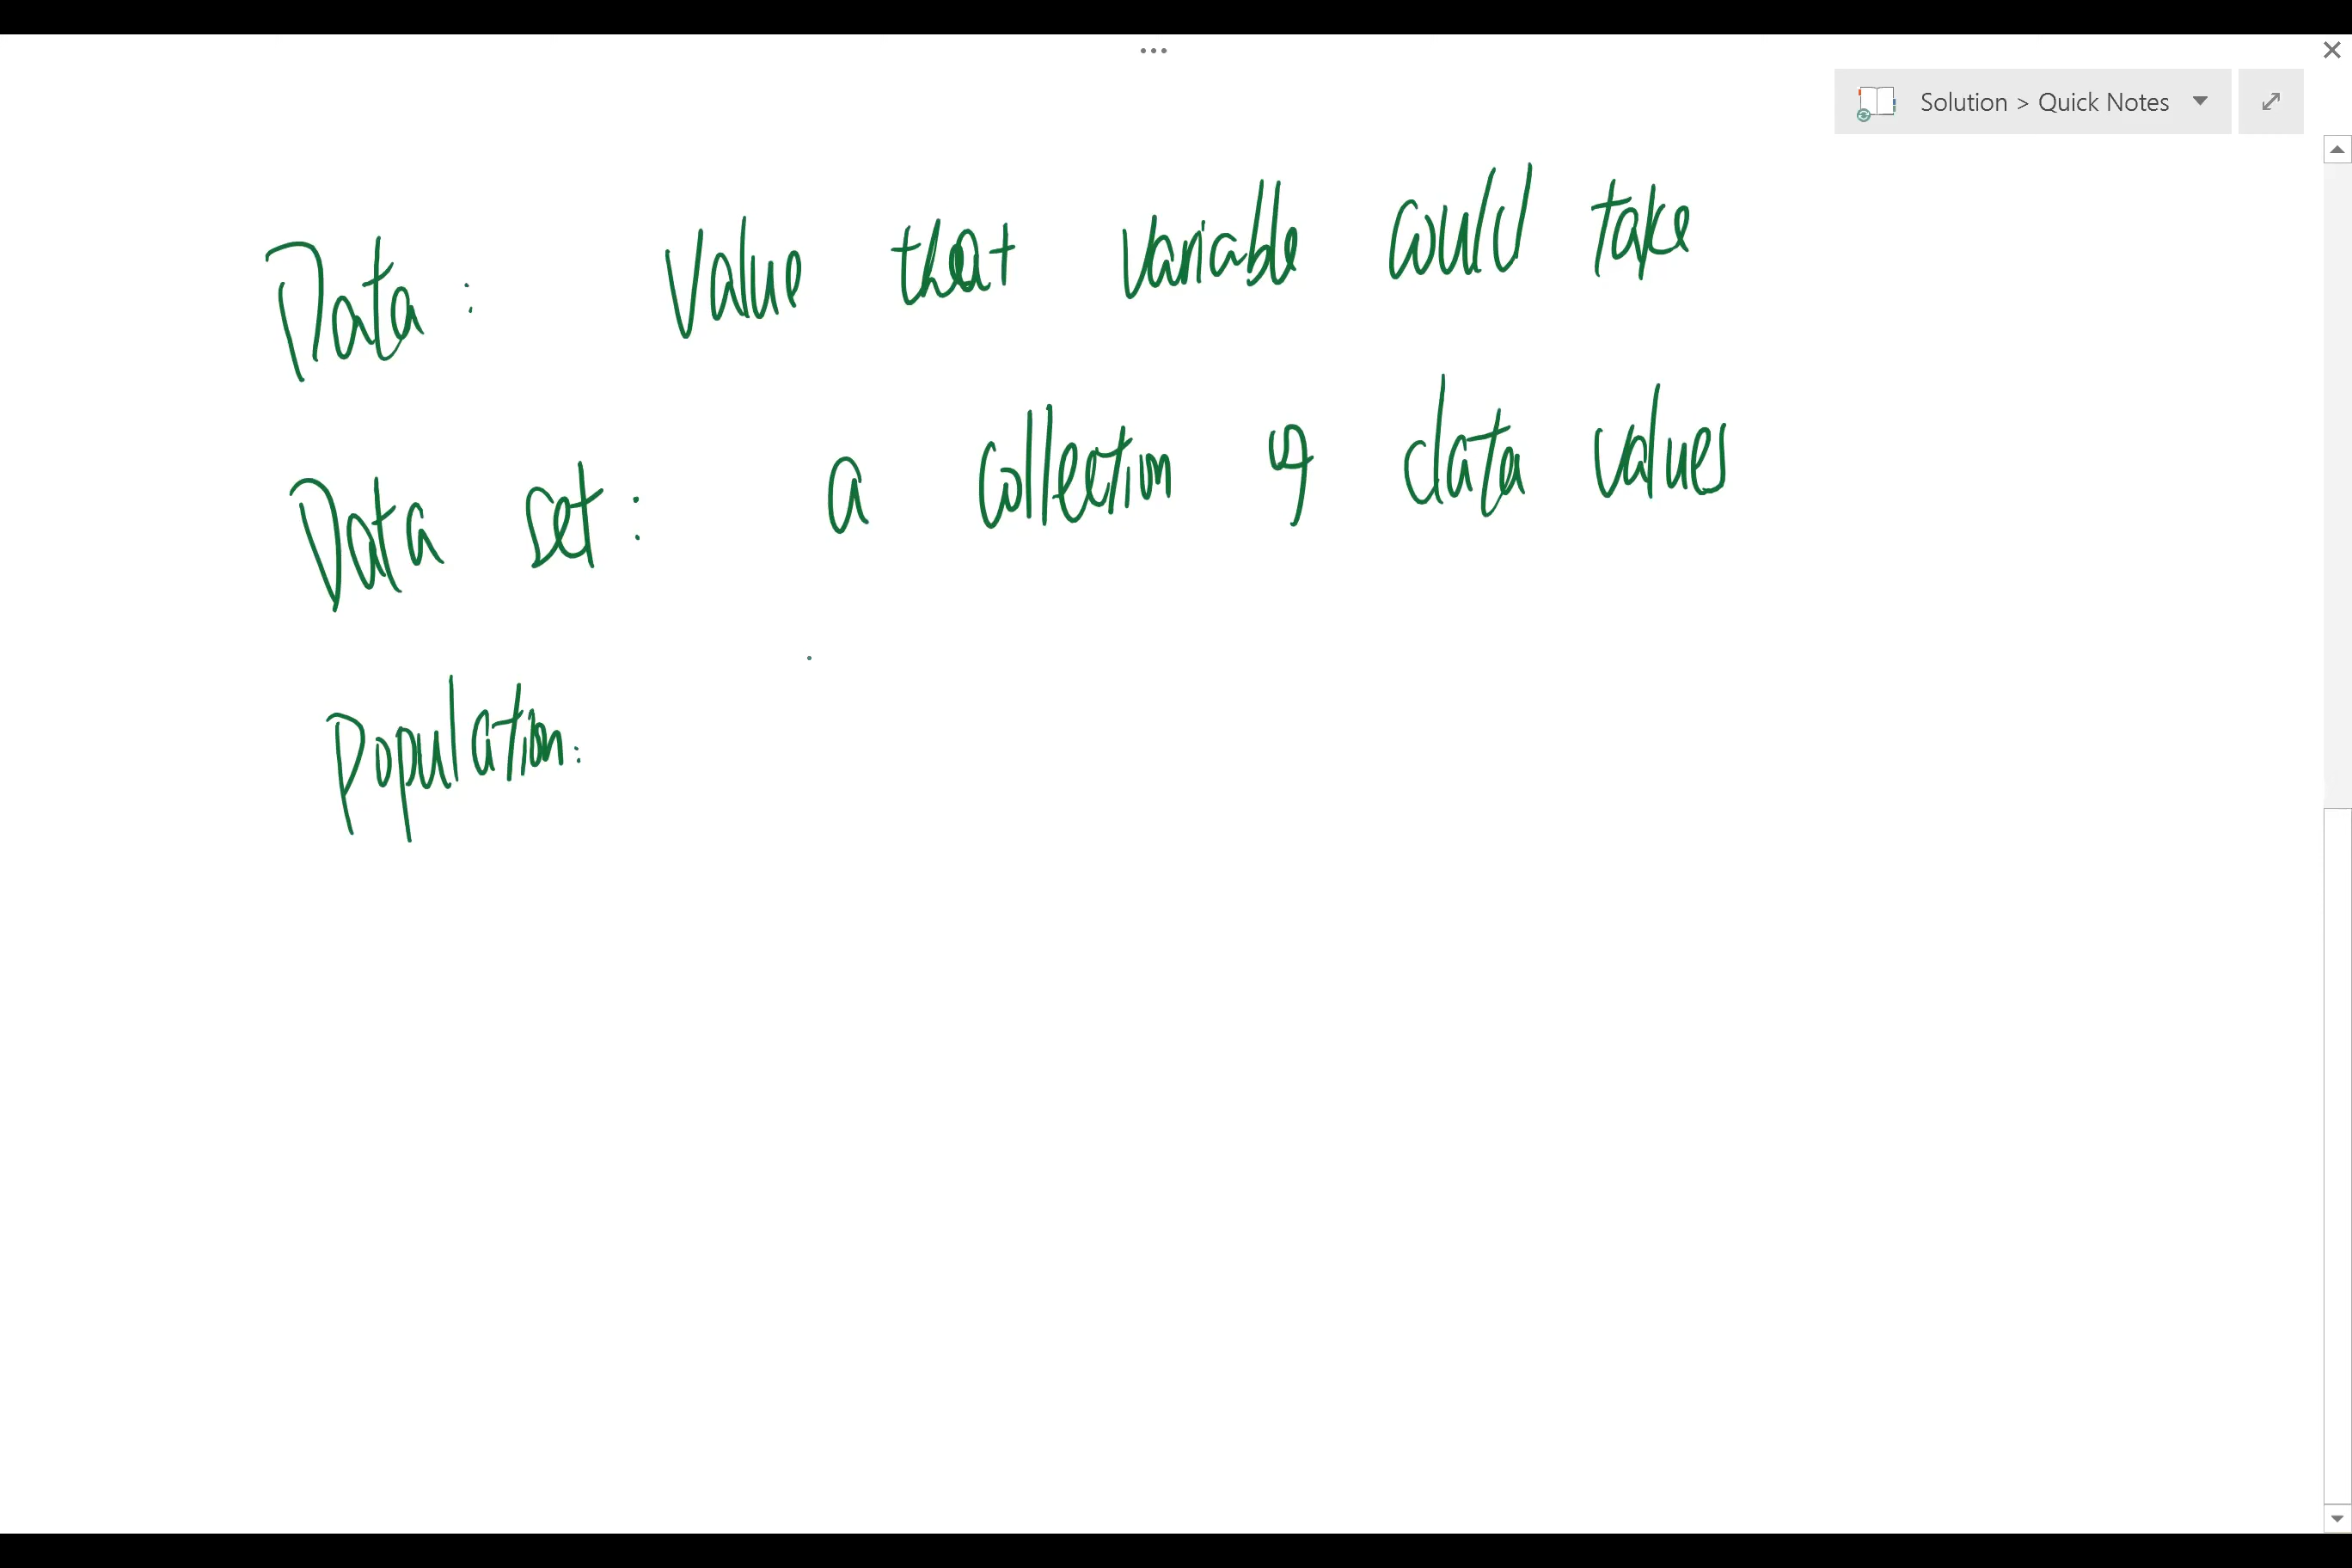 Solution > Quick Notes
Data: Value that variable could take
Data set: a collection of data values
Population: